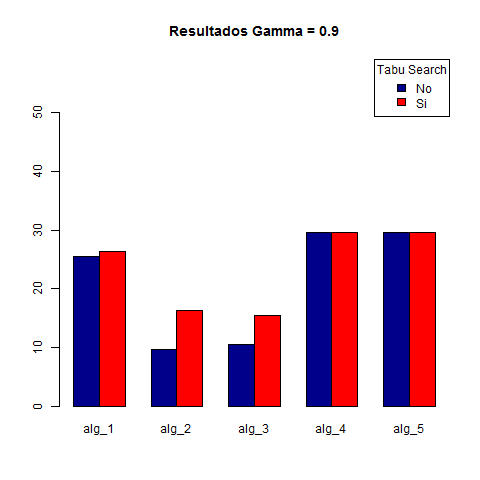 Resultados Gamma = 0.9
Tabu Search
No
Si
50
40
30
20
10
0
alg_1
alg_2
alg_3
alg_4
alg_5